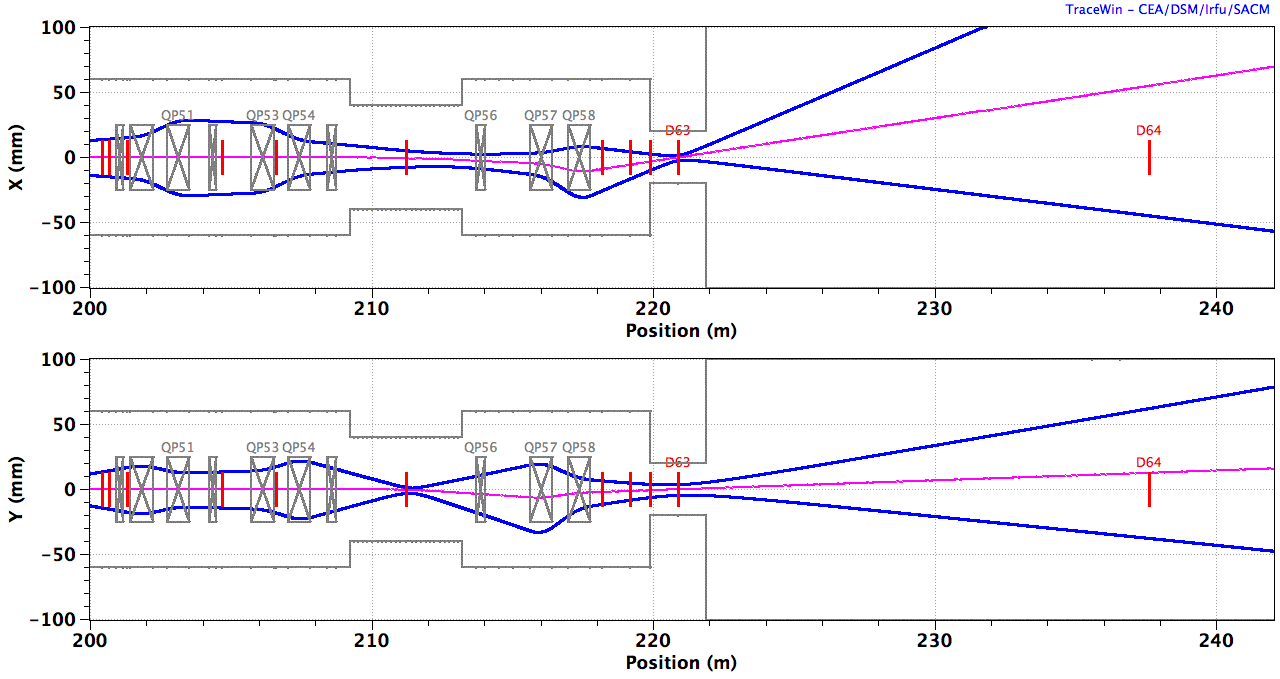 TraceWin - CEA/DSM/Irfu/SACM
100
50
0
−50
−100
X (mm)
QP51 QP53 QP54 QP56 QP57 QP58 D63 D64
200 210 220 230 240
Position (m)
100
50
0
−50
−100
Y (mm)
QP51 QP53 QP54 QP56 QP57 QP58 D63 D64
200 210 220 230 240
Position (m)